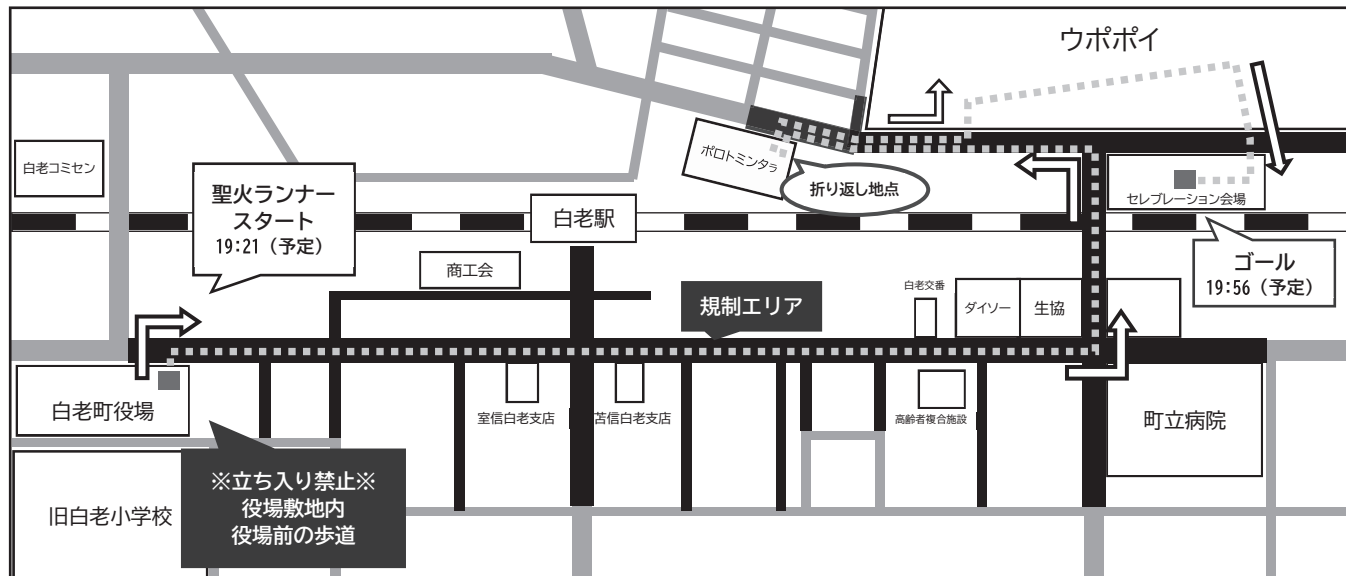 ウポポイ
白老コミセン
聖火ランナー
スタート
19:21（予定）
ポロトミンタラ
折り返し地点
セレブレーション会場
白老駅
ゴール
19:56（予定）
商工会
白老交番
ダイソー
生協
規制エリア
白老町役場
室信白老支店
苫信白老支店
高齢者複合施設
町立病院
※立ち入り禁止※
役場敷地内
役場前の歩道
旧白老小学校